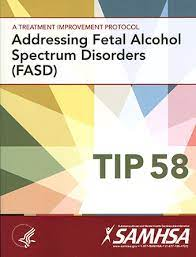 A TREATMENT IMPROVEMENT PROTOCOL
Addressing Fetal Alcohol
Spectrum Disorders
(FASD)
TIP 58
SAMHSA